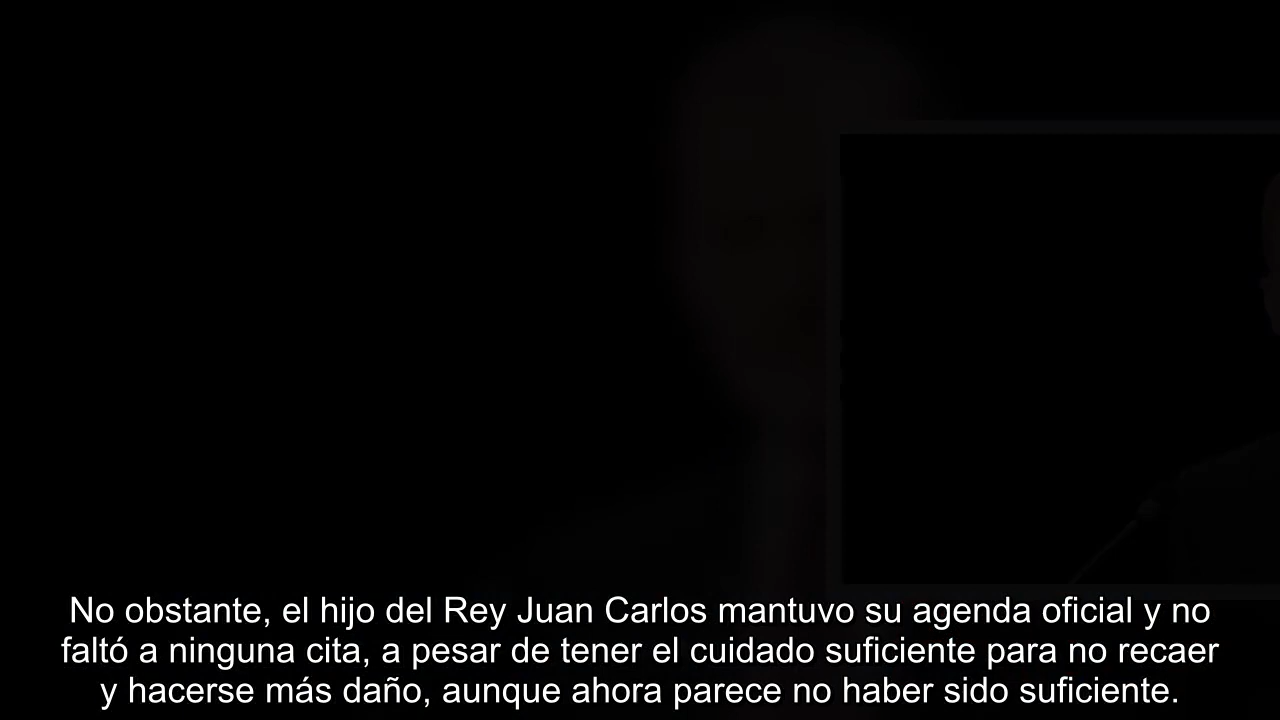 No obstante, el hijo del Rey Juan Carlos mantuvo su agenda oficial y no
faltó a ninguna cita, a pesar de tener el cuidado suficiente para no recaer
y hacerse más daño, aunque ahora parece no haber sido suficiente.